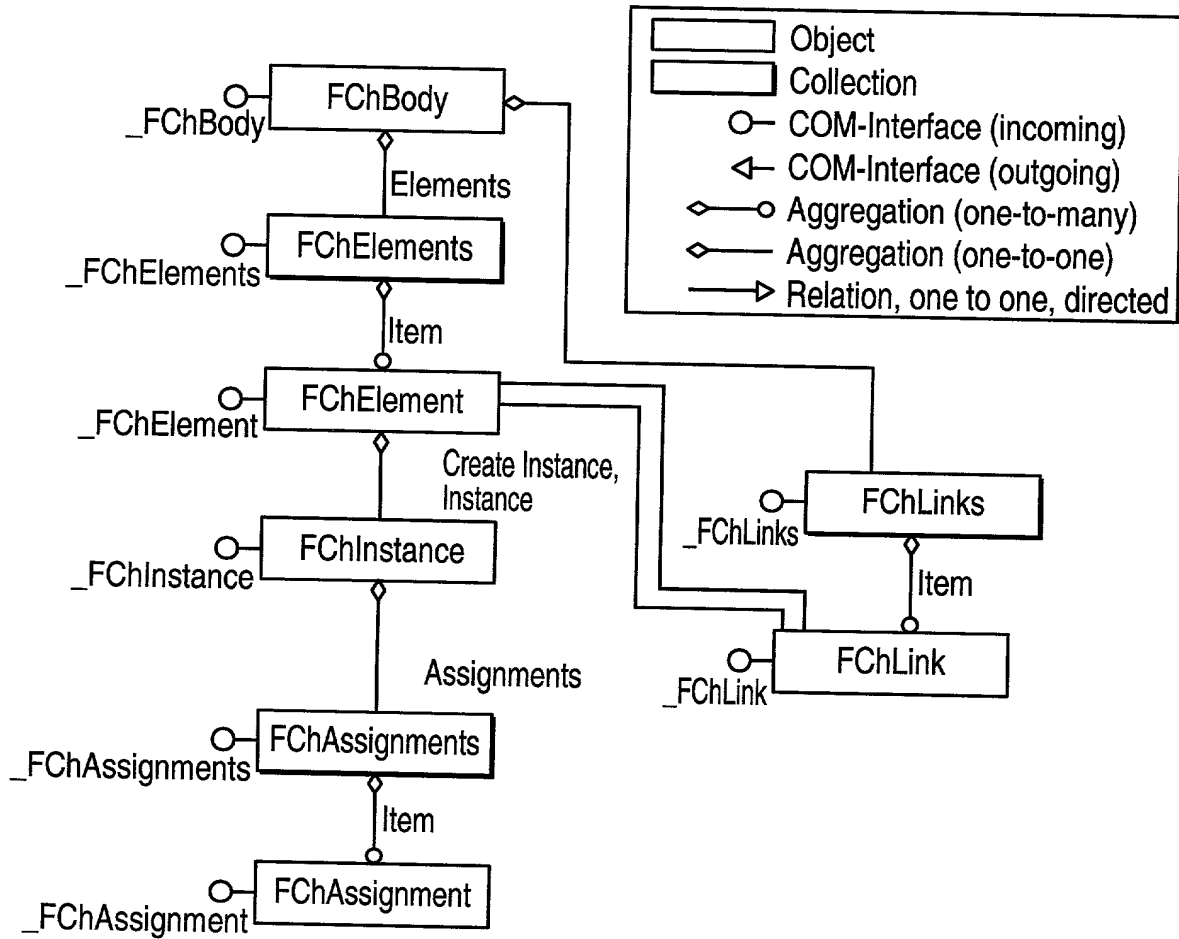 Object
Collection
COM-Interface (incoming)
COM-Interface (outgoing)
Aggregation (one-to-many)
Aggregation (one-to-one)
Relation, one to one, directed
FChBody
_FChBody
Elements
FChElements
_FChElements
Item
FChElement
_FChElement
Create Instance,
Instance
FChInstance
_FChInstance
Assignments
FChAssignments
_FChAssignments
Item
FChAssignment
_FChAssignment
FChLinks
_FChLinks
Item
FChLink
_FChLink